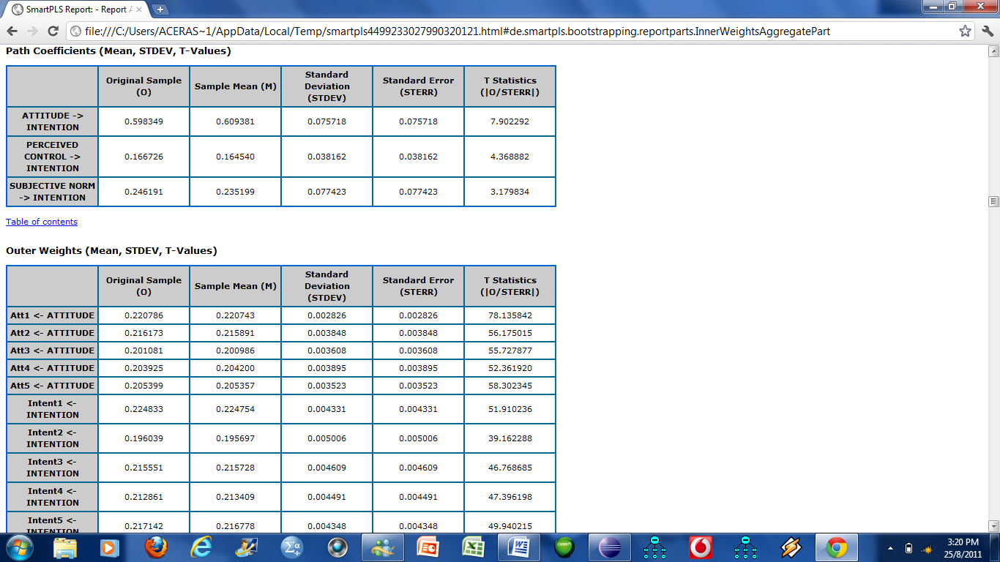 SmartPLS Report: - Report A
file:///C:/Users/ACERAS~1/AppData/Local/Temp/smartpls4499233027990320121.html#de.smartpls.bootstrapping.reportparts.InnerWeightsAggregatePart
Path Coefficients (Mean, STDEV, T-Values)
Original Sample (O) Sample Mean (M) Standard Deviation (STDEV) Standard Error (STERR) T Statistics (|O/STERR|)
ATTITUDE -> INTENTION 0.598349 0.609381 0.075718 0.075718 7.902292
PERCEIVED CONTROL -> INTENTION 0.166726 0.164540 0.038162 0.038162 4.368882
SUBJECTIVE NORM -> INTENTION 0.246191 0.235199 0.077423 0.077423 3.179834
Table of contents
Outer Weights (Mean, STDEV, T-Values)
Original Sample (O) Sample Mean (M) Standard Deviation (STDEV) Standard Error (STERR) T Statistics (|O/STERR|)
Att1 <- ATTITUDE 0.220786 0.220743 0.002826 0.002826 78.135842
Att2 <- ATTITUDE 0.216173 0.215891 0.003848 0.003848 56.175015
Att3 <- ATTITUDE 0.201081 0.200986 0.003608 0.003608 55.727877
Att4 <- ATTITUDE 0.203925 0.204200 0.003895 0.003895 52.361920
Att5 <- ATTITUDE 0.205399 0.205357 0.003523 0.003523 58.302345
Intent1 <- INTENTION 0.224833 0.224754 0.004331 0.004331 51.910236
Intent2 <- INTENTION 0.196039 0.195697 0.005006 0.005006 39.162288
Intent3 <- INTENTION 0.215551 0.215728 0.004609 0.004609 46.768685
Intent4 <- INTENTION 0.212861 0.213409 0.004491 0.004491 47.396198
Intent5 <- INTENTION 0.217142 0.216778 0.004348 0.004348 49.940215
3:20 PM
25/8/2011